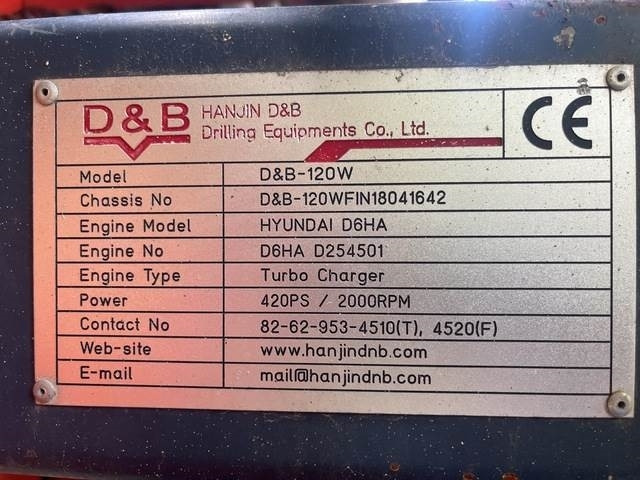 D&B HANJIN D&B
Drilling Equipments Co., Ltd.
CE
Model D&B-120W
Chassis No D&B-120WFIN18041642
Engine Model HYUNDAI D6HA
Engine No D6HA D254501
Engine Type Turbo Charger
Power 420PS / 2000RPM
Contact No 82-62-953-4510(T), 4520(F)
Web-site www.hanjindnb.com
E-mail mail@hanjindnb.com